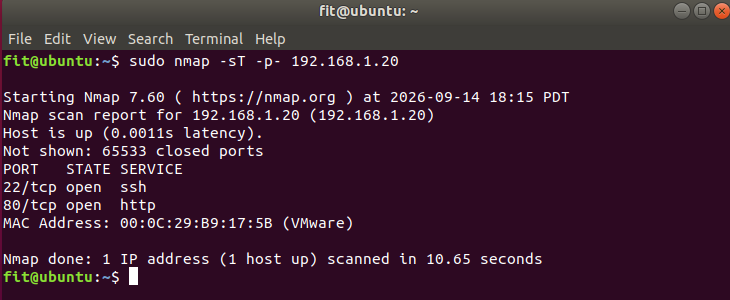 fit@ubuntu: ~
File Edit View Search Terminal Help
fit@ubuntu:~$ sudo nmap -sT -p- 192.168.1.20

Starting Nmap 7.60 ( https://nmap.org ) at 2026-09-14 18:15 PDT
Nmap scan report for 192.168.1.20 (192.168.1.20)
Host is up (0.0011s latency).
Not shown: 65533 closed ports
PORT   STATE SERVICE
22/tcp open  ssh
80/tcp open  http
MAC Address: 00:0C:29:B9:17:5B (VMware)

Nmap done: 1 IP address (1 host up) scanned in 10.65 seconds
fit@ubuntu:~$